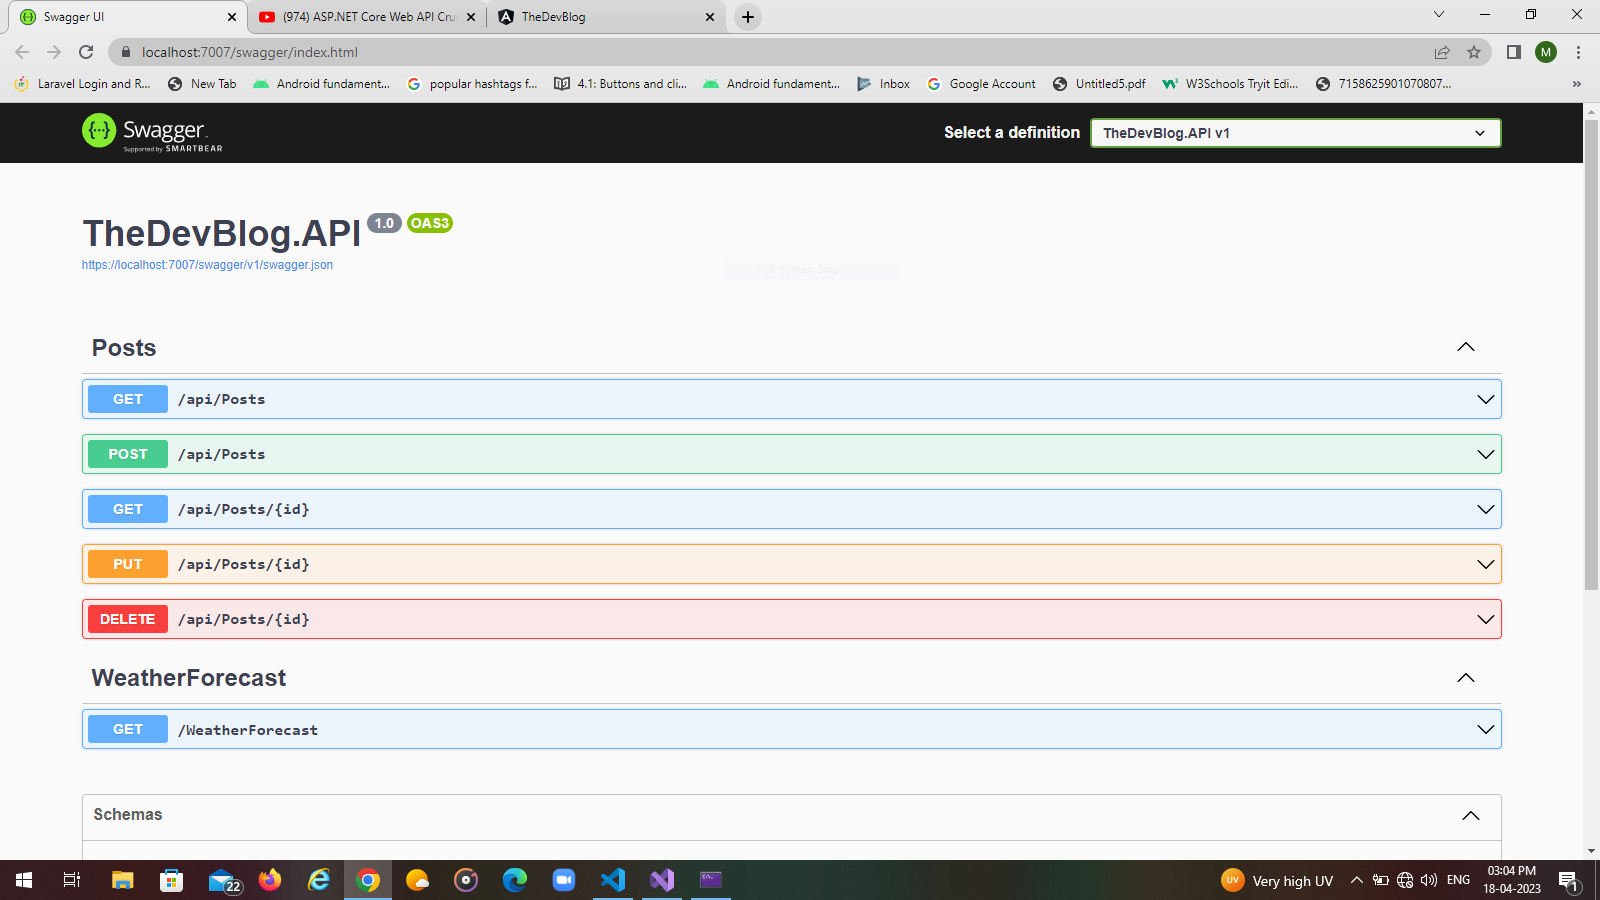 Swagger UI
(974) ASP.NET Core Web API Cru
TheDevBlog
localhost:7007/swagger/index.html
M
Laravel Login and R...
New Tab
Android fundament...
popular hashtags f...
4.1: Buttons and cli...
Android fundament...
Inbox
Google Account
Untitled5.pdf
W3Schools Tryit Edi...
7158625901070807...
»
Swagger.
Supported by SMARTBEAR
Select a definition
TheDevBlog.API v1
TheDevBlog.API 1.0 OAS3
https://localhost:7007/swagger/v1/swagger.json
Full-screen Snip
Posts
GET /api/Posts
POST /api/Posts
GET /api/Posts/{id}
PUT /api/Posts/{id}
DELETE /api/Posts/{id}
WeatherForecast
GET /WeatherForecast
Schemas
22
UV
Very high UV
ENG
03:04 PM
18-04-2023
1